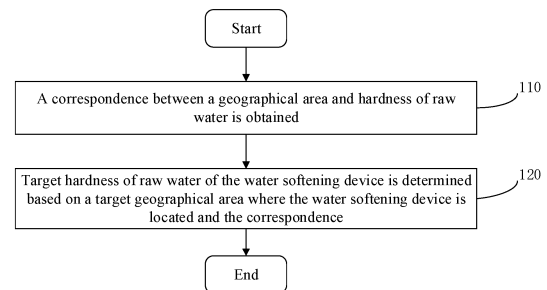 Start
A correspondence between a geographical area and hardness of raw
water is obtained
110
Target hardness of raw water of the water softening device is determined
based on a target geographical area where the water softening device is
located and the correspondence
120
End